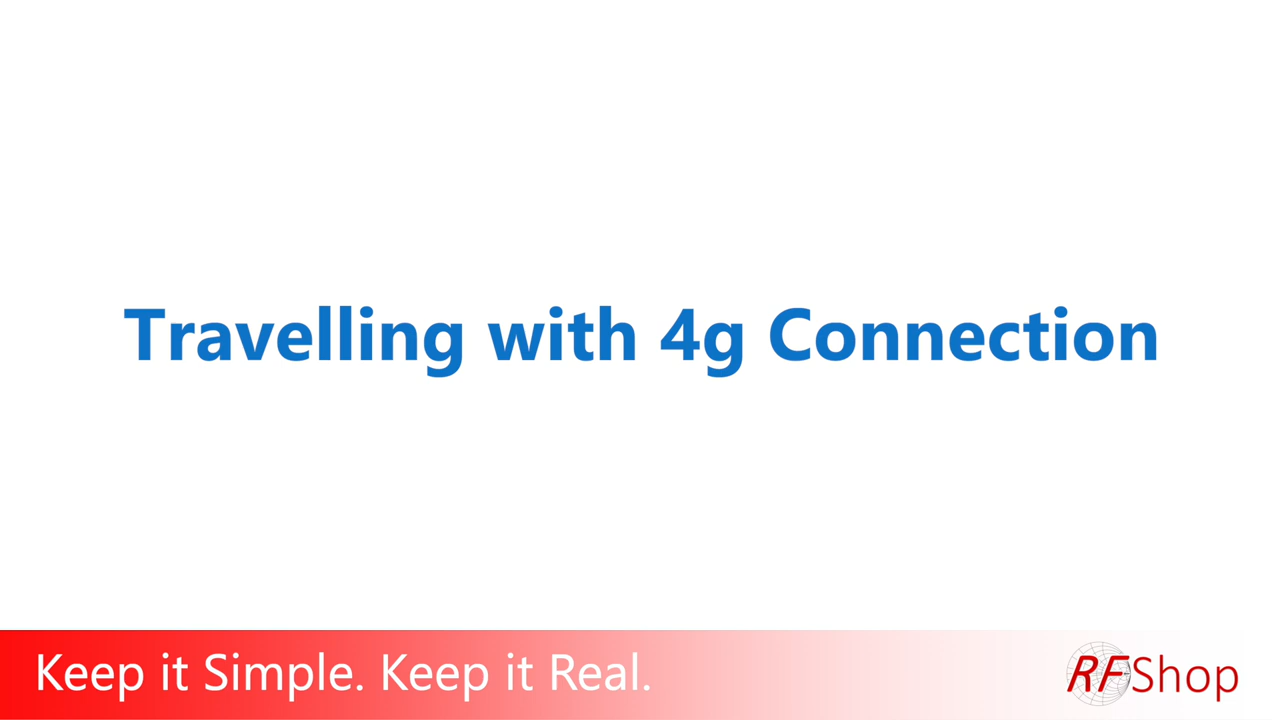 Travelling with 4g Connection
Keep it Simple. Keep it Real.
RFShop